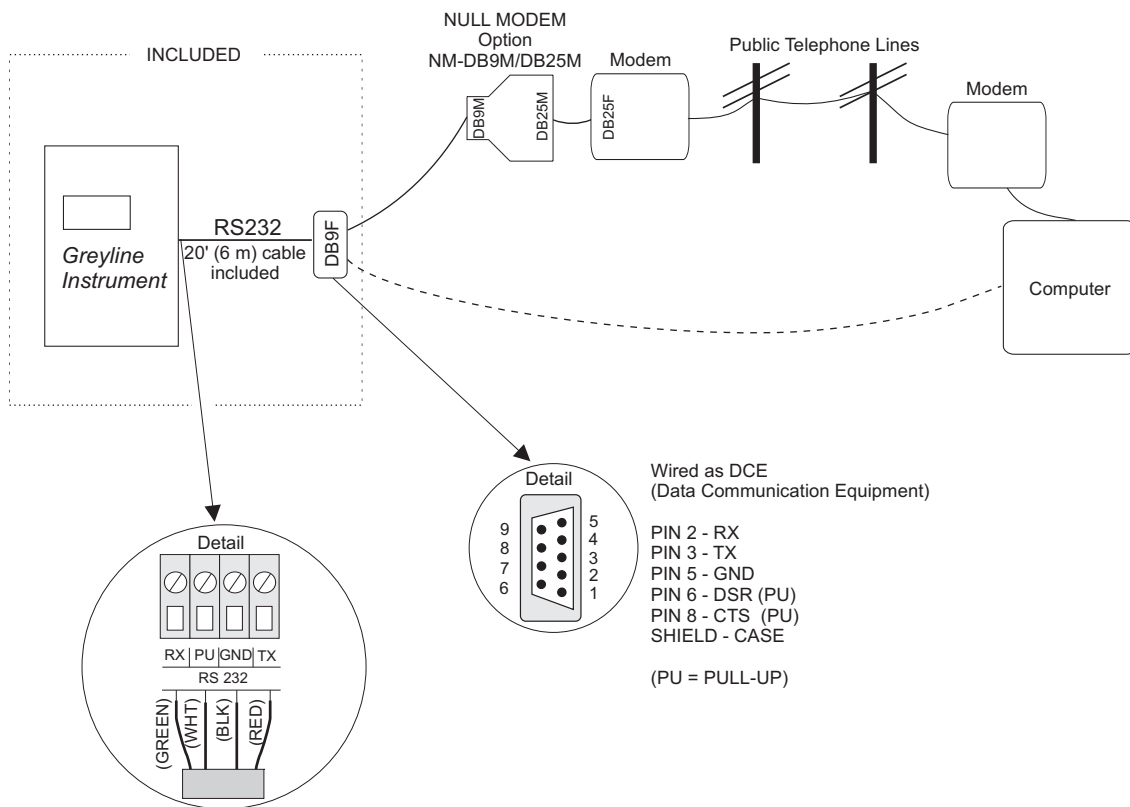 NULL MODEM
Option
NM-DB9M/DB25M
INCLUDED
Modem
Public Telephone Lines
Modem
DB9M
DB25M
DB25F
Greyline
Instrument
RS232
20' (6 m) cable
included
DB9F
Computer
Detail
RX PU GND TX
RS 232
(GREEN)
(WHT)
(BLK)
(RED)
Detail
9
8
7
6
5
4
3
2
1
Wired as DCE
(Data Communication Equipment)
PIN 2 - RX
PIN 3 - TX
PIN 5 - GND
PIN 6 - DSR (PU)
PIN 8 - CTS (PU)
SHIELD - CASE
(PU = PULL-UP)